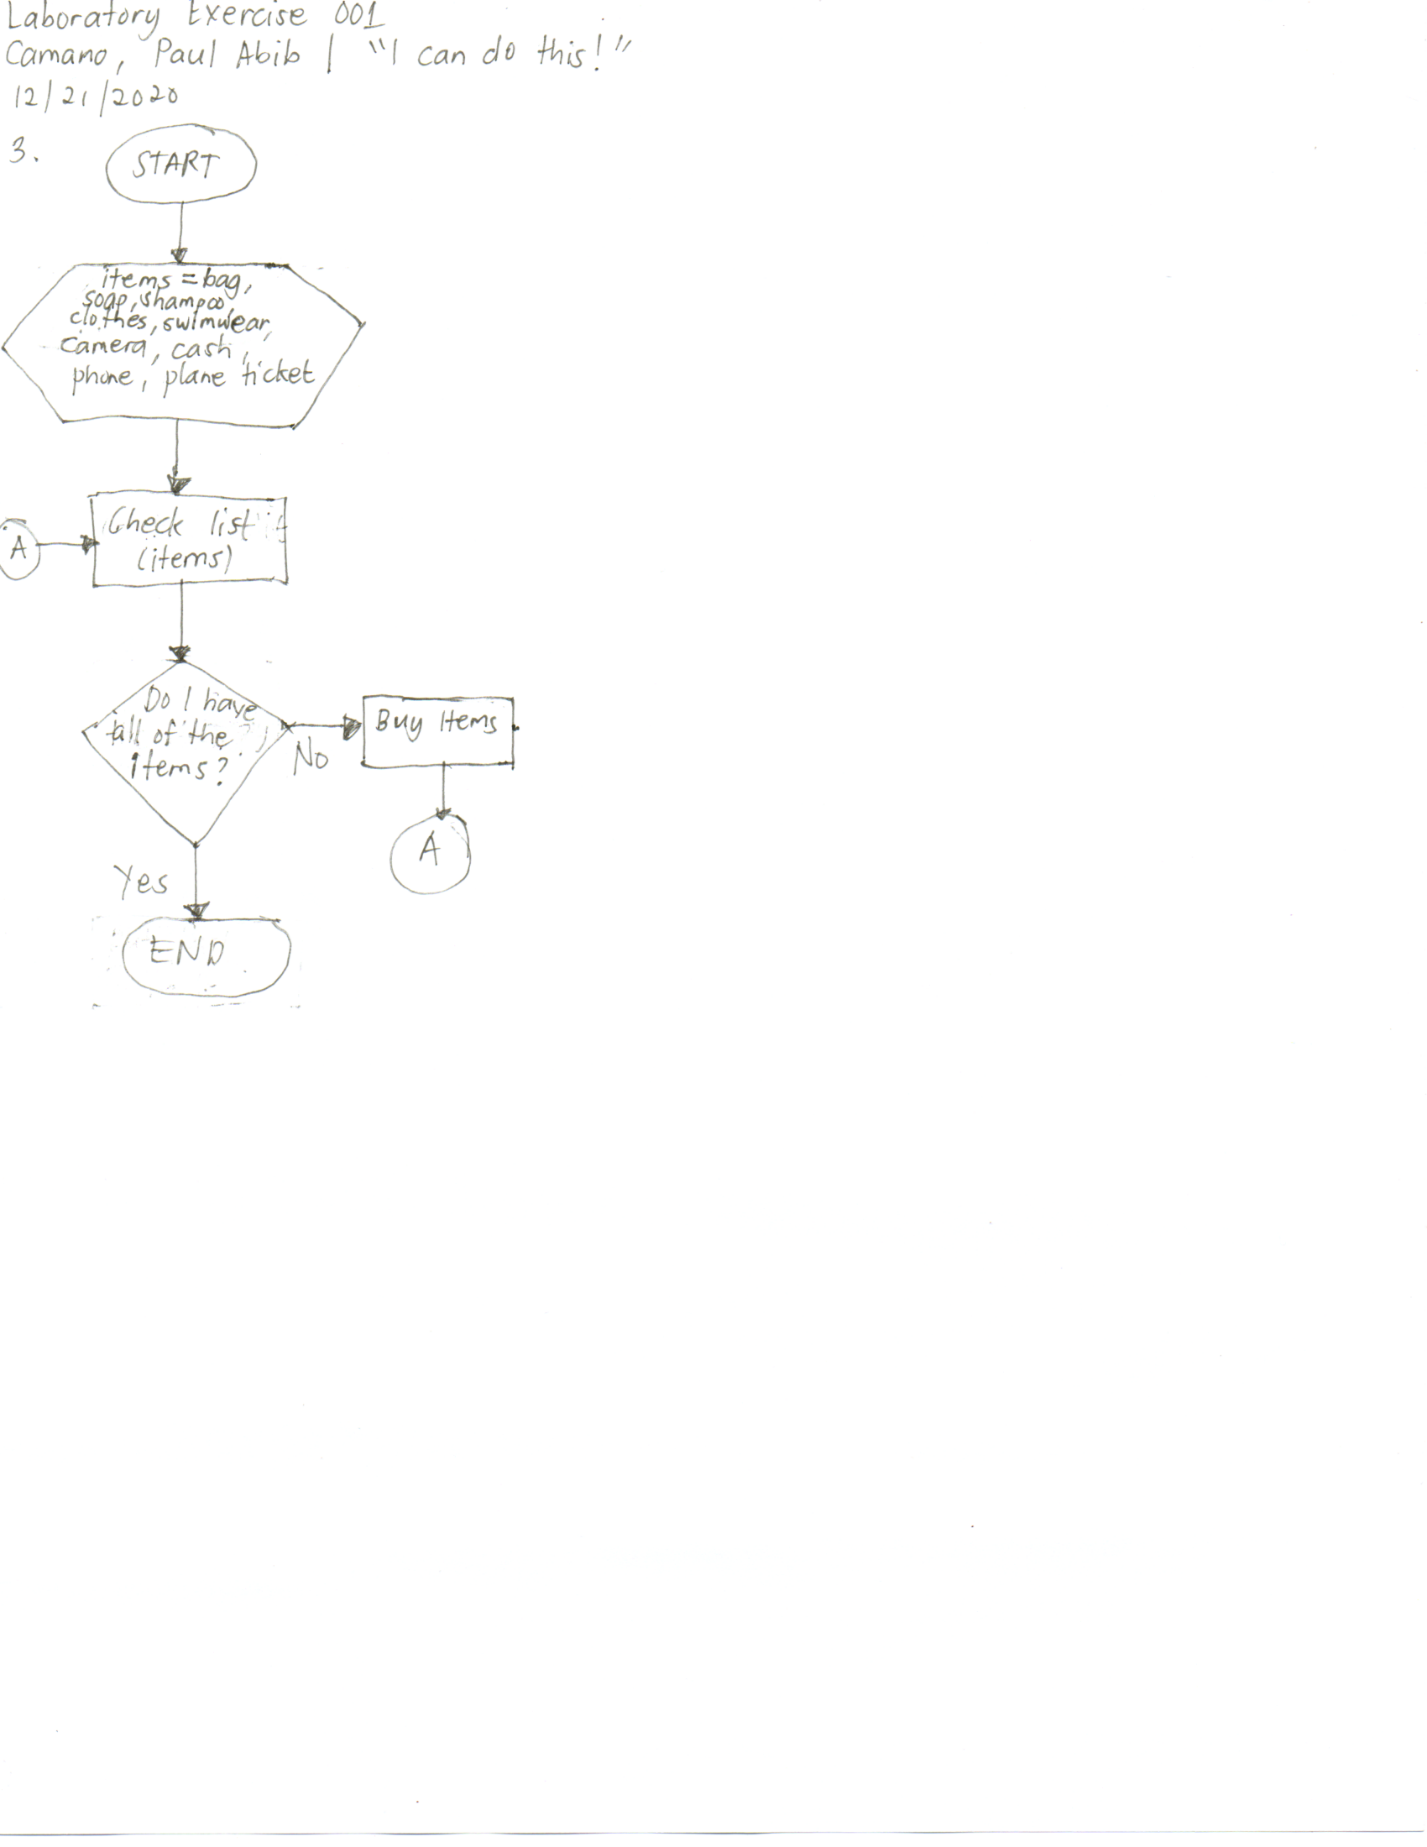 Laboratory Exercise 001
Camano, Paul Abib | "I can do this!"
12/21/2020
3.
START
items = bag,
soap, shampoo,
clothes, swimwear,
camera, cash,
phone, plane ticket
A
Check list
(items)
Do I have
all of the
items?
No
Buy Items
A
Yes
END